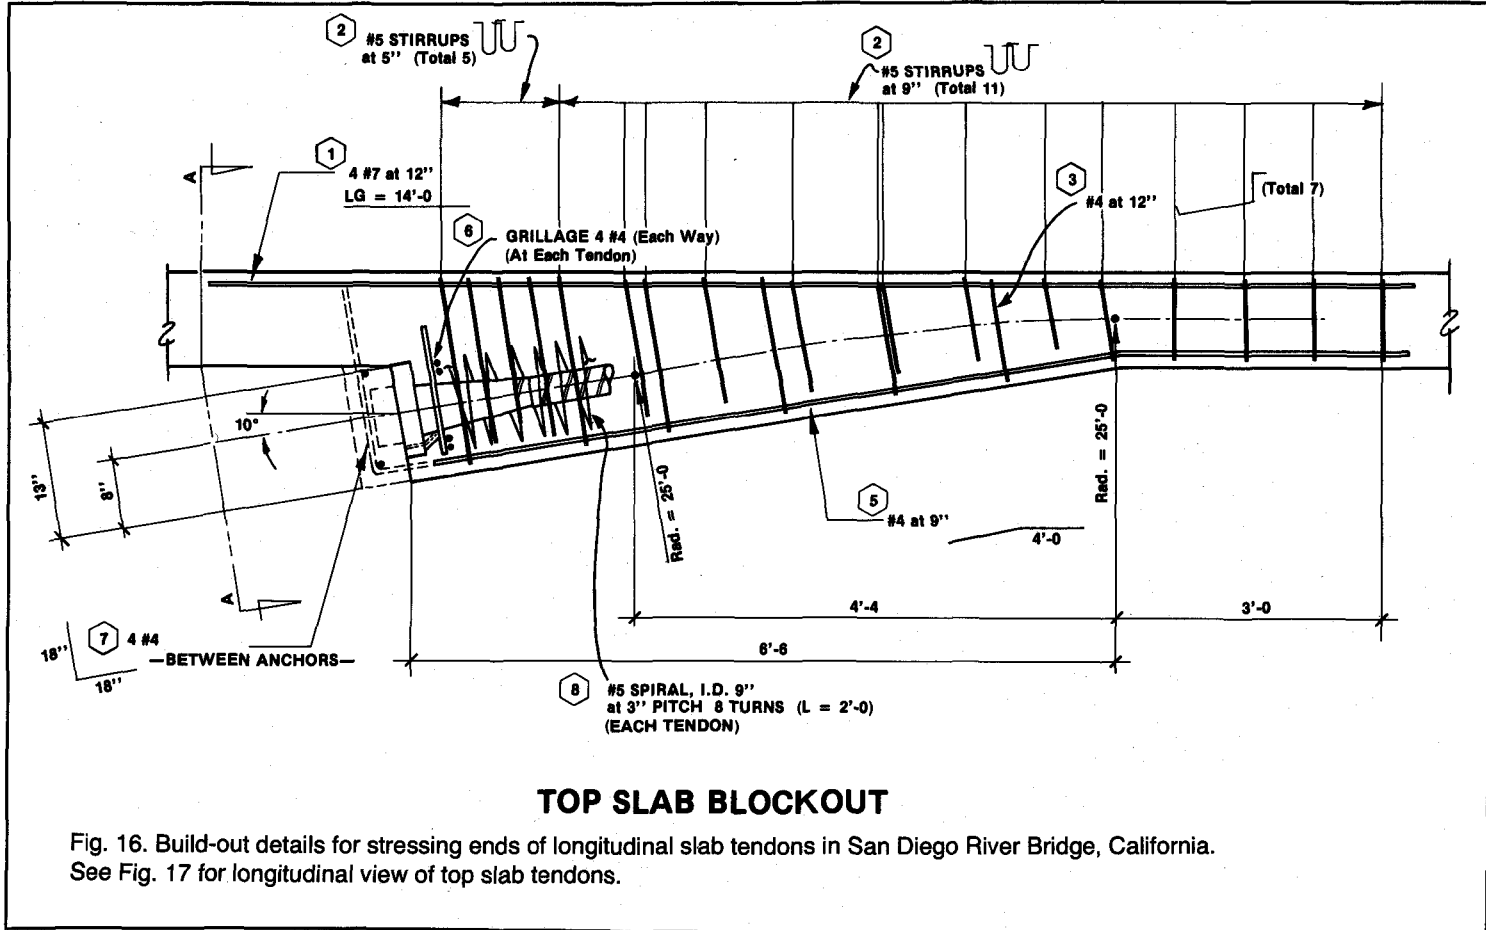 2
#5 STIRRUPS
at 5'' (Total 5)
2
#5 STIRRUPS
at 9'' (Total 11)
1
4 #7 at 12''
LG = 14'-0
A
3
#4 at 12''
(Total 7)
6
GRILLAGE 4 #4 (Each Way)
(At Each Tendon)
10°
13''
8''
Rad. = 25'-0
Rad. = 25'-0
5
#4 at 9''
4'-0
A
4'-4
3'-0
6'-6
18''
7
4 #4
—BETWEEN ANCHORS—
18''
8
#5 SPIRAL, I.D. 9''
at 3'' PITCH 8 TURNS (L = 2'-0)
(EACH TENDON)
TOP SLAB BLOCKOUT
Fig. 16. Build-out details for stressing ends of longitudinal slab tendons in San Diego River Bridge, California.
See Fig. 17 for longitudinal view of top slab tendons.